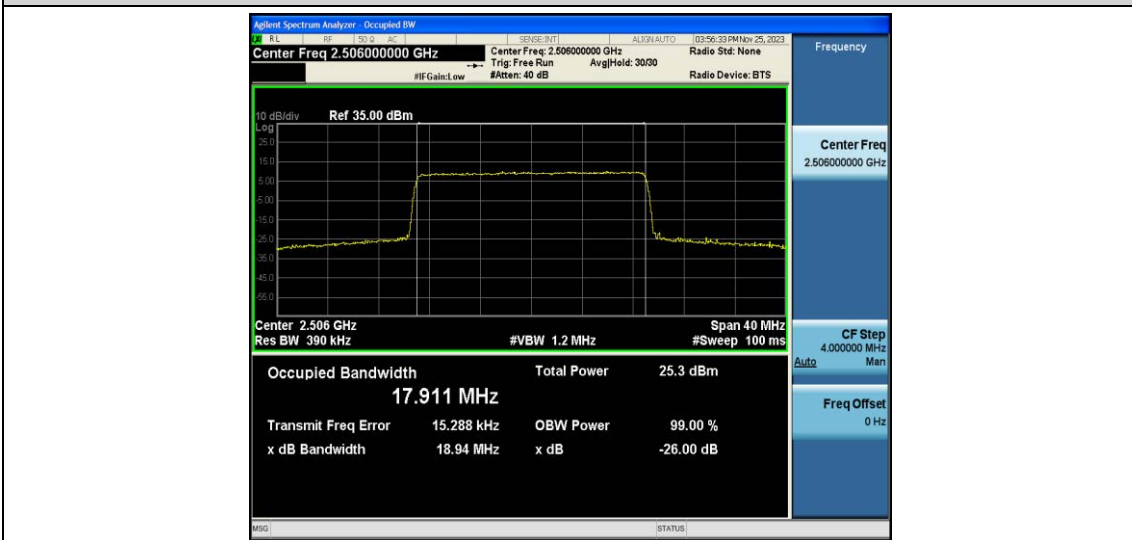 Agilent Spectrum Analyzer - Occupied BW
RL RF 50 Ω AC SENSE:INT ALIGN AUTO 03:56:33 PM Nov 25, 2023
Center Freq 2.506000000 GHz
Center Freq: 2.506000000 GHz
Radio Std: None
Trig: Free Run Avg|Hold: 30/30
#IFGain:Low #Atten: 40 dB
Radio Device: BTS
Frequency
10 dB/div Ref 35.00 dBm
Log
25.0
15.0
5.00
-5.00
-15.0
-25.0
-35.0
-45.0
-55.0
Center 2.506 GHz Span 40 MHz
Res BW 390 kHz #VBW 1.2 MHz #Sweep 100 ms
Center Freq
2.506000000 GHz
CF Step
4.000000 MHz
Auto Man
Freq Offset
0 Hz
Occupied Bandwidth Total Power 25.3 dBm
17.911 MHz
Transmit Freq Error 15.288 kHz OBW Power 99.00 %
x dB Bandwidth 18.94 MHz x dB -26.00 dB
MSG STATUS